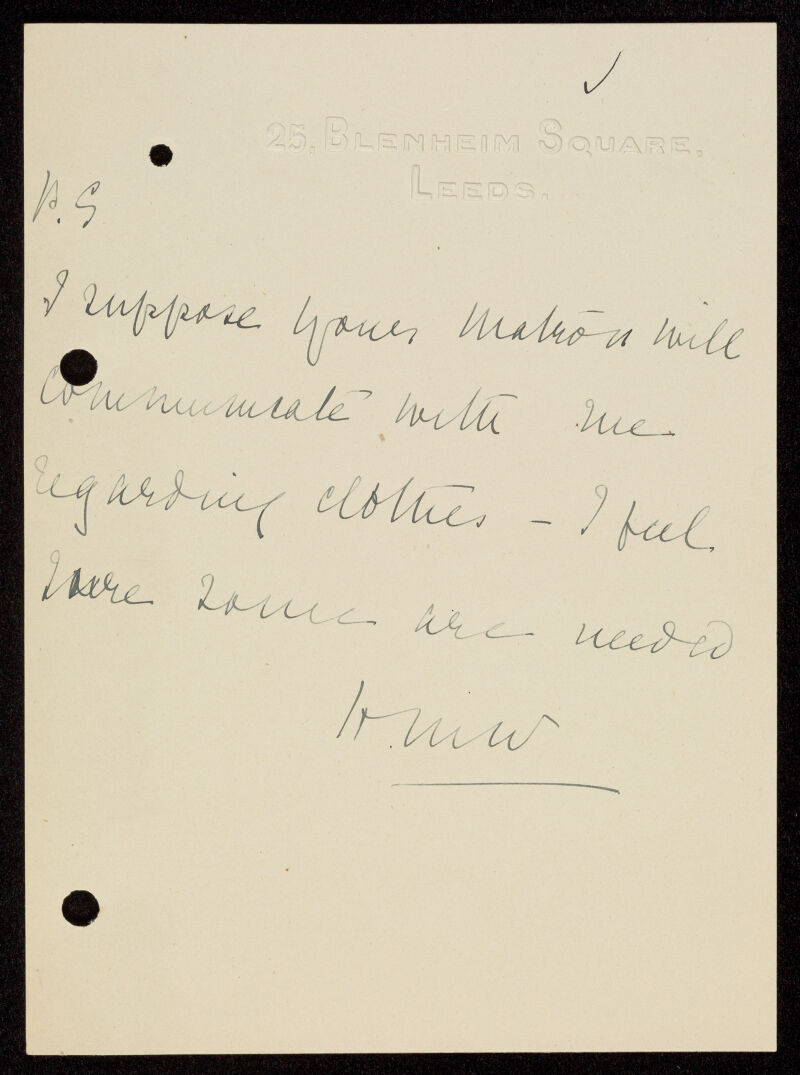 25, BLENHEIM SQUARE,
LEEDS.
P.S
I suppose your Matron will
communicate with me
regarding clothes - I feel
sure some are needed
H.M.W